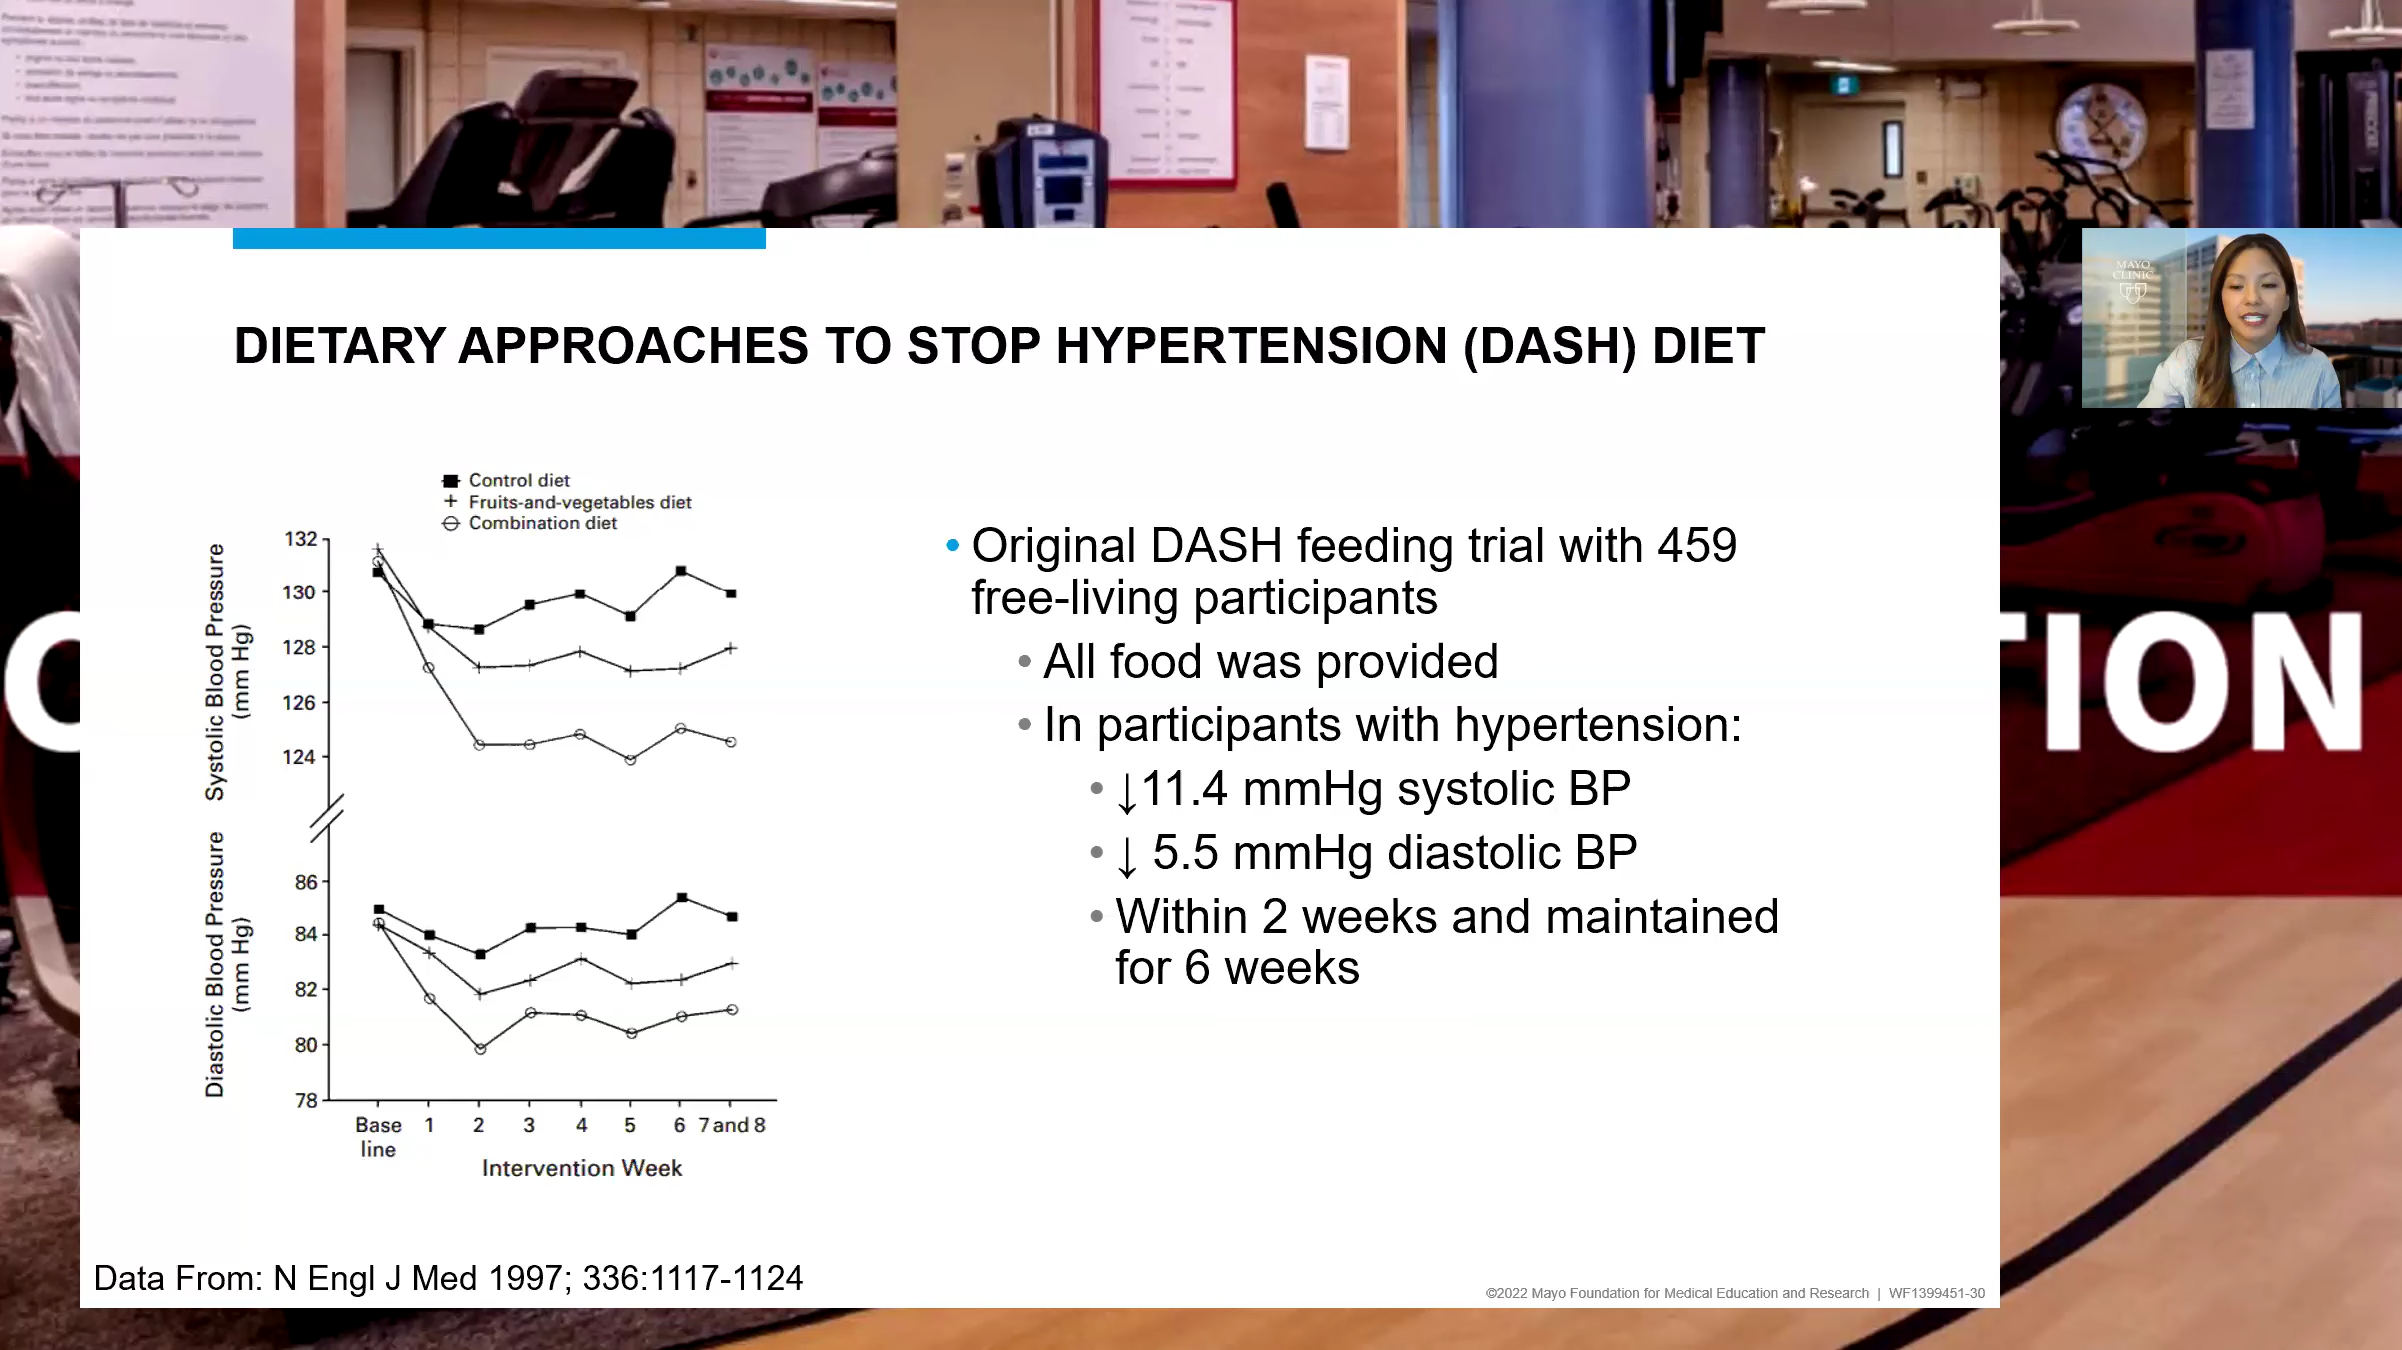 MAYO
CLINIC
DIETARY APPROACHES TO STOP HYPERTENSION (DASH) DIET
Control diet
Fruits-and-vegetables diet
Combination diet
Systolic Blood Pressure
(mm Hg)
132
130
128
126
124
Diastolic Blood Pressure
(mm Hg)
86
84
82
80
78
Base
line
1
2
3
4
5
6
7 and 8
Intervention Week
• Original DASH feeding trial with 459
free-living participants
• All food was provided
• In participants with hypertension:
• ↓11.4 mmHg systolic BP
• ↓ 5.5 mmHg diastolic BP
• Within 2 weeks and maintained
for 6 weeks
TION
Data From: N Engl J Med 1997; 336:1117-1124
©2022 Mayo Foundation for Medical Education and Research | WF1399451-30